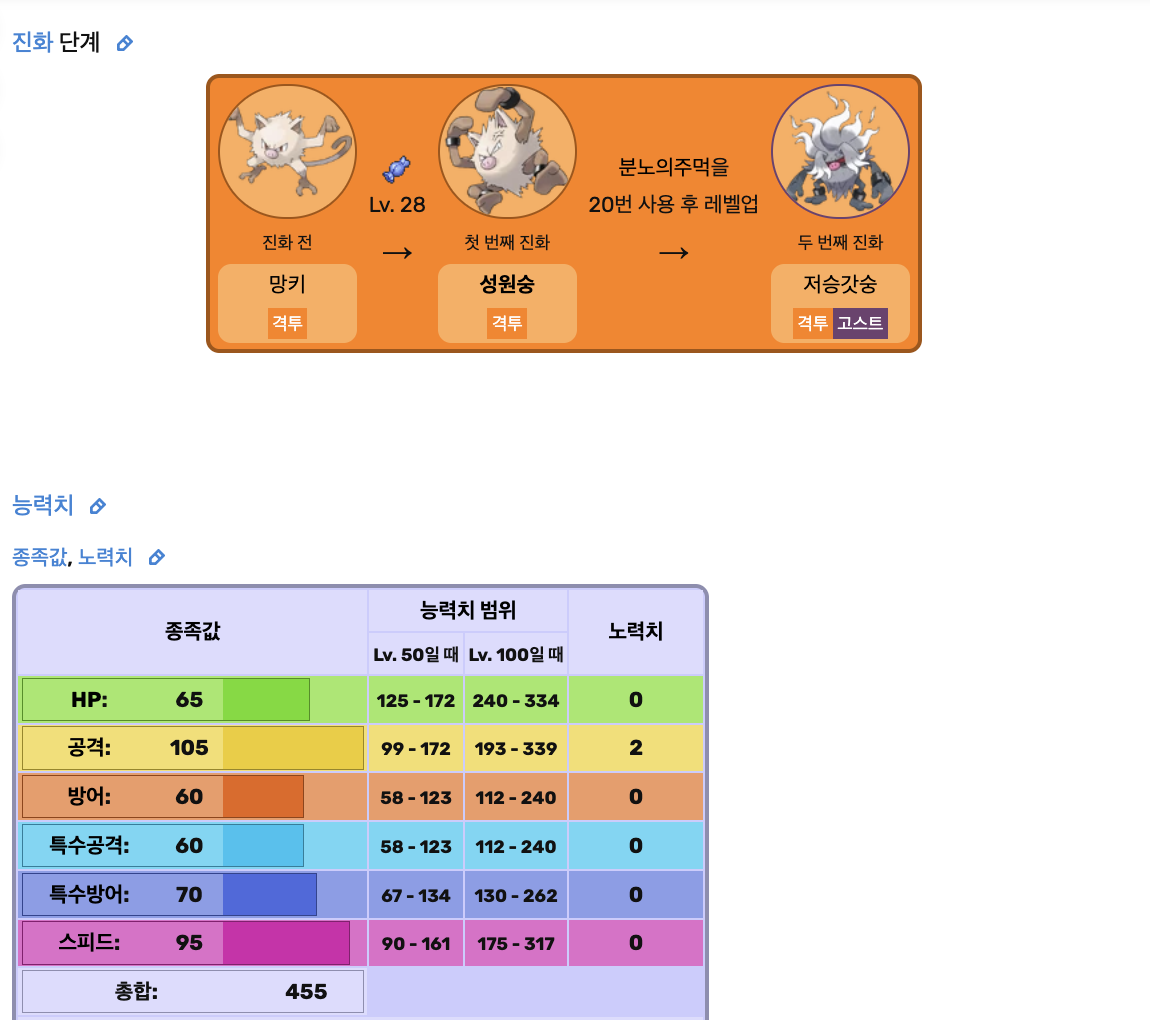 진화 단계
분노의주먹을
Lv. 28
20번 사용 후 레벨업
진화 전
→
첫 번째 진화
→
두 번째 진화
망키
성원숭
저승갓숭
격투
격투
격투 고스트
능력치
종족값, 노력치
종족값
능력치 범위
노력치
Lv. 50일 때
Lv. 100일 때
HP: 65 125 - 172 240 - 334 0
공격: 105 99 - 172 193 - 339 2
방어: 60 58 - 123 112 - 240 0
특수공격: 60 58 - 123 112 - 240 0
특수방어: 70 67 - 134 130 - 262 0
스피드: 95 90 - 161 175 - 317 0
총합: 455